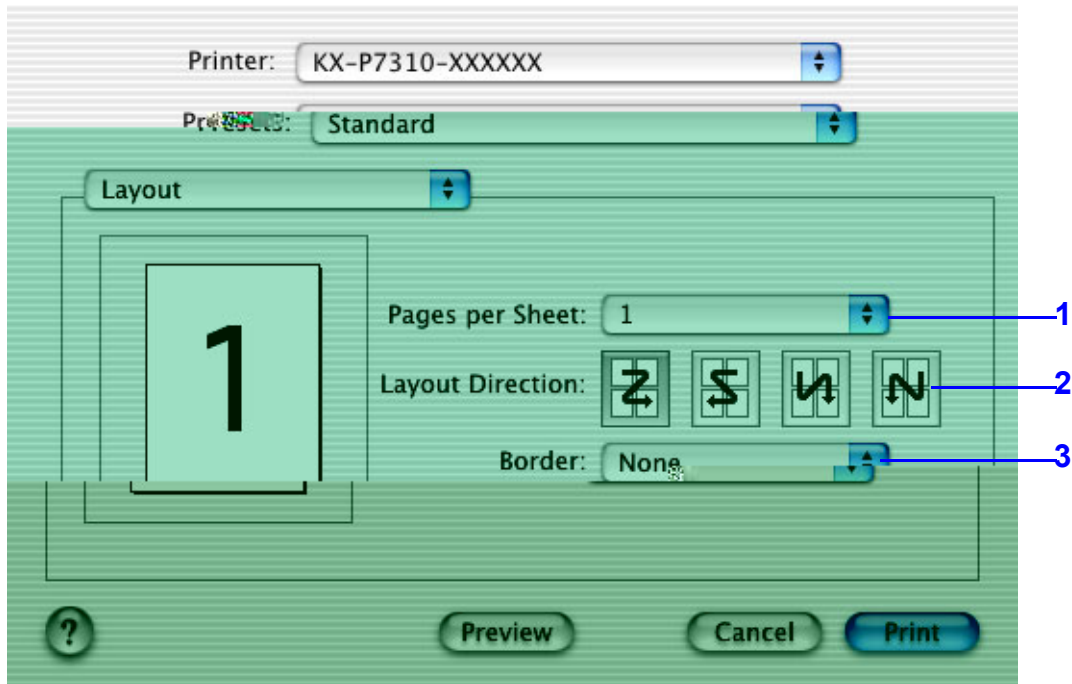 Printer: KX-P7310-XXXXXX
Presets: Standard
Layout
1
Pages per Sheet: 1 1
Layout Direction: 2
Border: None 3
? Preview Cancel Print